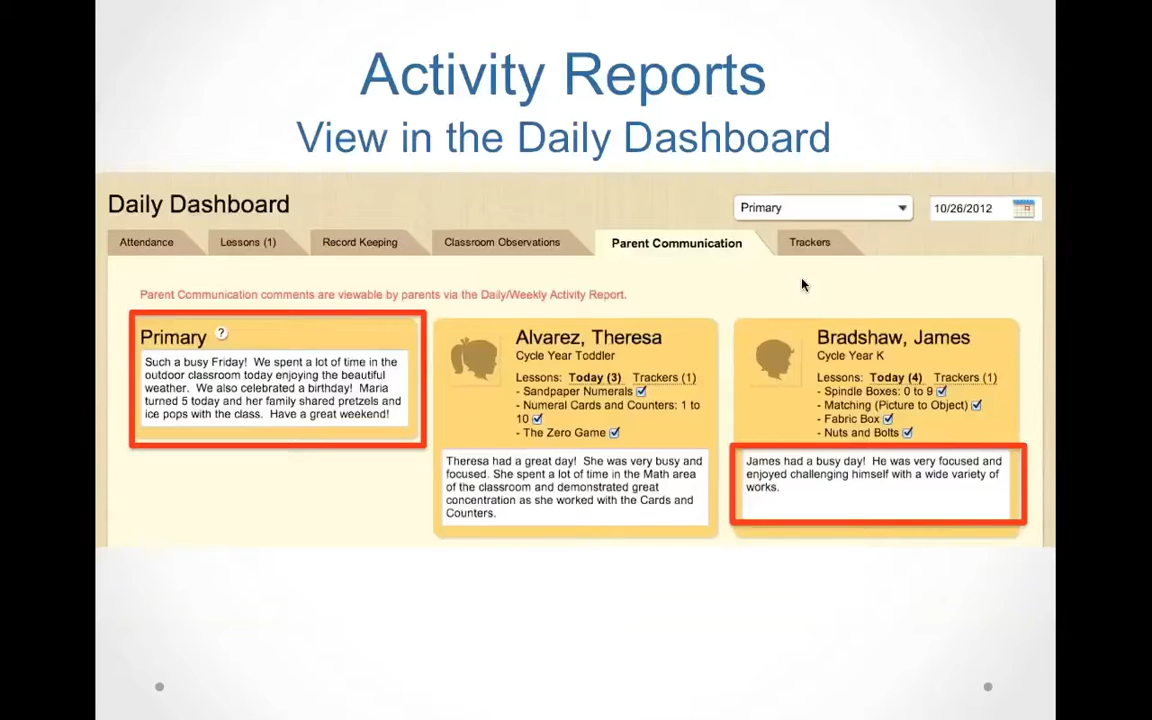 Activity Reports
View in the Daily Dashboard
Daily Dashboard
Primary
10/26/2012
Attendance
Lessons (1)
Record Keeping
Classroom Observations
Parent Communication
Trackers
Parent Communication comments are viewable by parents via the Daily/Weekly Activity Report.
Primary ?
Such a busy Friday! We spent a lot of time in the
outdoor classroom today enjoying the beautiful
weather. We also celebrated a birthday! Maria
turned 5 today and her family shared pretzels and
ice pops with the class. Have a great weekend!
Alvarez, Theresa
Cycle Year Toddler
Lessons: Today (3) Trackers (1)
- Sandpaper Numerals
- Numeral Cards and Counters: 1 to
10
- The Zero Game
Theresa had a great day! She was very busy and
focused. She spent a lot of time in the Math area
of the classroom and demonstrated great
concentration as she worked with the Cards and
Counters.
Bradshaw, James
Cycle Year K
Lessons: Today (4) Trackers (1)
- Spindle Boxes: 0 to 9
- Matching (Picture to Object)
- Fabric Box
- Nuts and Bolts
James had a busy day! He was very focused and
enjoyed challenging himself with a wide variety of
works.